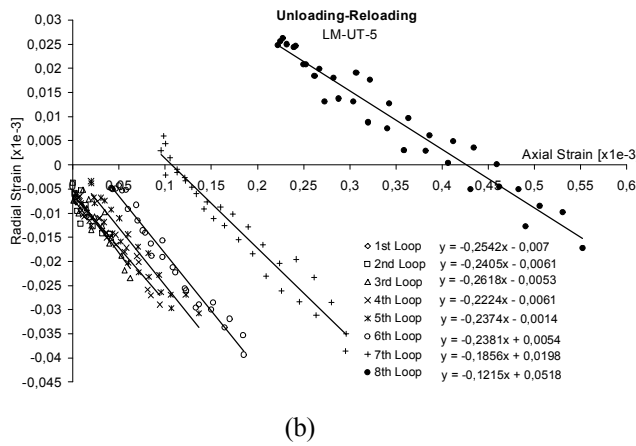 Unloading-Reloading
LM-UT-5
Radial Strain [x1e-3]
0,03
0,025
0,02
0,015
0,01
0,005
0
-0,005
-0,01
-0,015
-0,02
-0,025
-0,03
-0,035
-0,04
-0,045
Axial Strain [x1e-3
0 0,05 0,1 0,15 0,2 0,25 0,3 0,35 0,4 0,45 0,5 0,55 0,6
1st Loop y = -0,2542x - 0,007
2nd Loop y = -0,2405x - 0,0061
3rd Loop y = -0,2618x - 0,0053
4th Loop y = -0,2224x - 0,0061
5th Loop y = -0,2374x - 0,0014
6th Loop y = -0,2381x + 0,0054
7th Loop y = -0,1856x + 0,0198
8th Loop y = -0,1215x + 0,0518
(b)